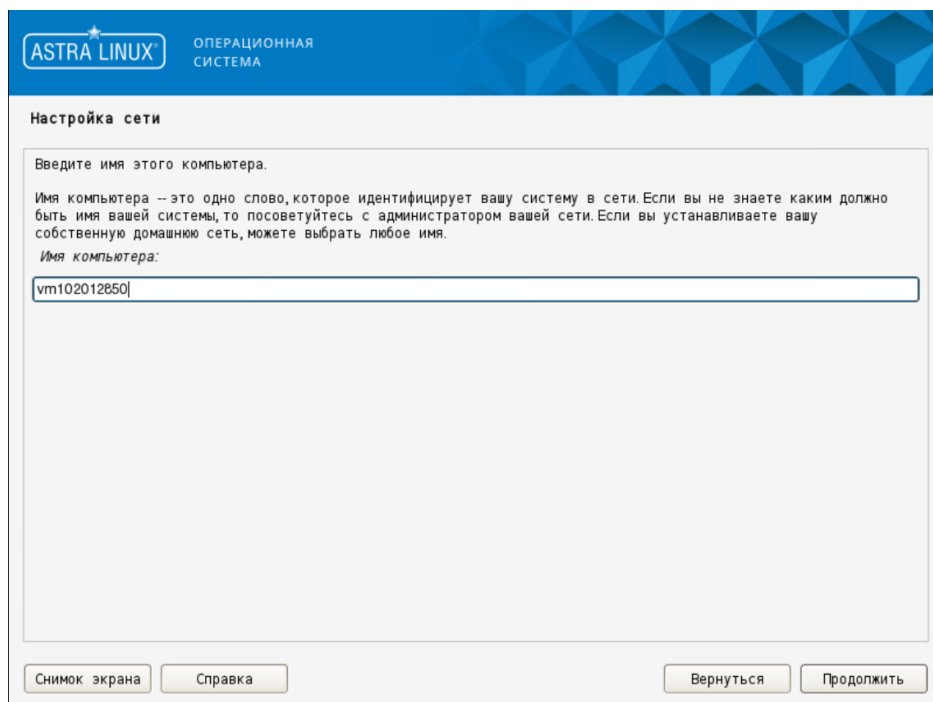 ASTRA LINUX®
ОПЕРАЦИОННАЯ
СИСТЕМА
Настройка сети
Введите имя этого компьютера.
Имя компьютера -- это одно слово, которое идентифицирует вашу систему в сети. Если вы не знаете каким должно
быть имя вашей системы, то посоветуйтесь с администратором вашей сети. Если вы устанавливаете вашу
собственную домашнюю сеть, можете выбрать любое имя.
Имя компьютера:
vm102012850
Снимок экрана
Справка
Вернуться
Продолжить